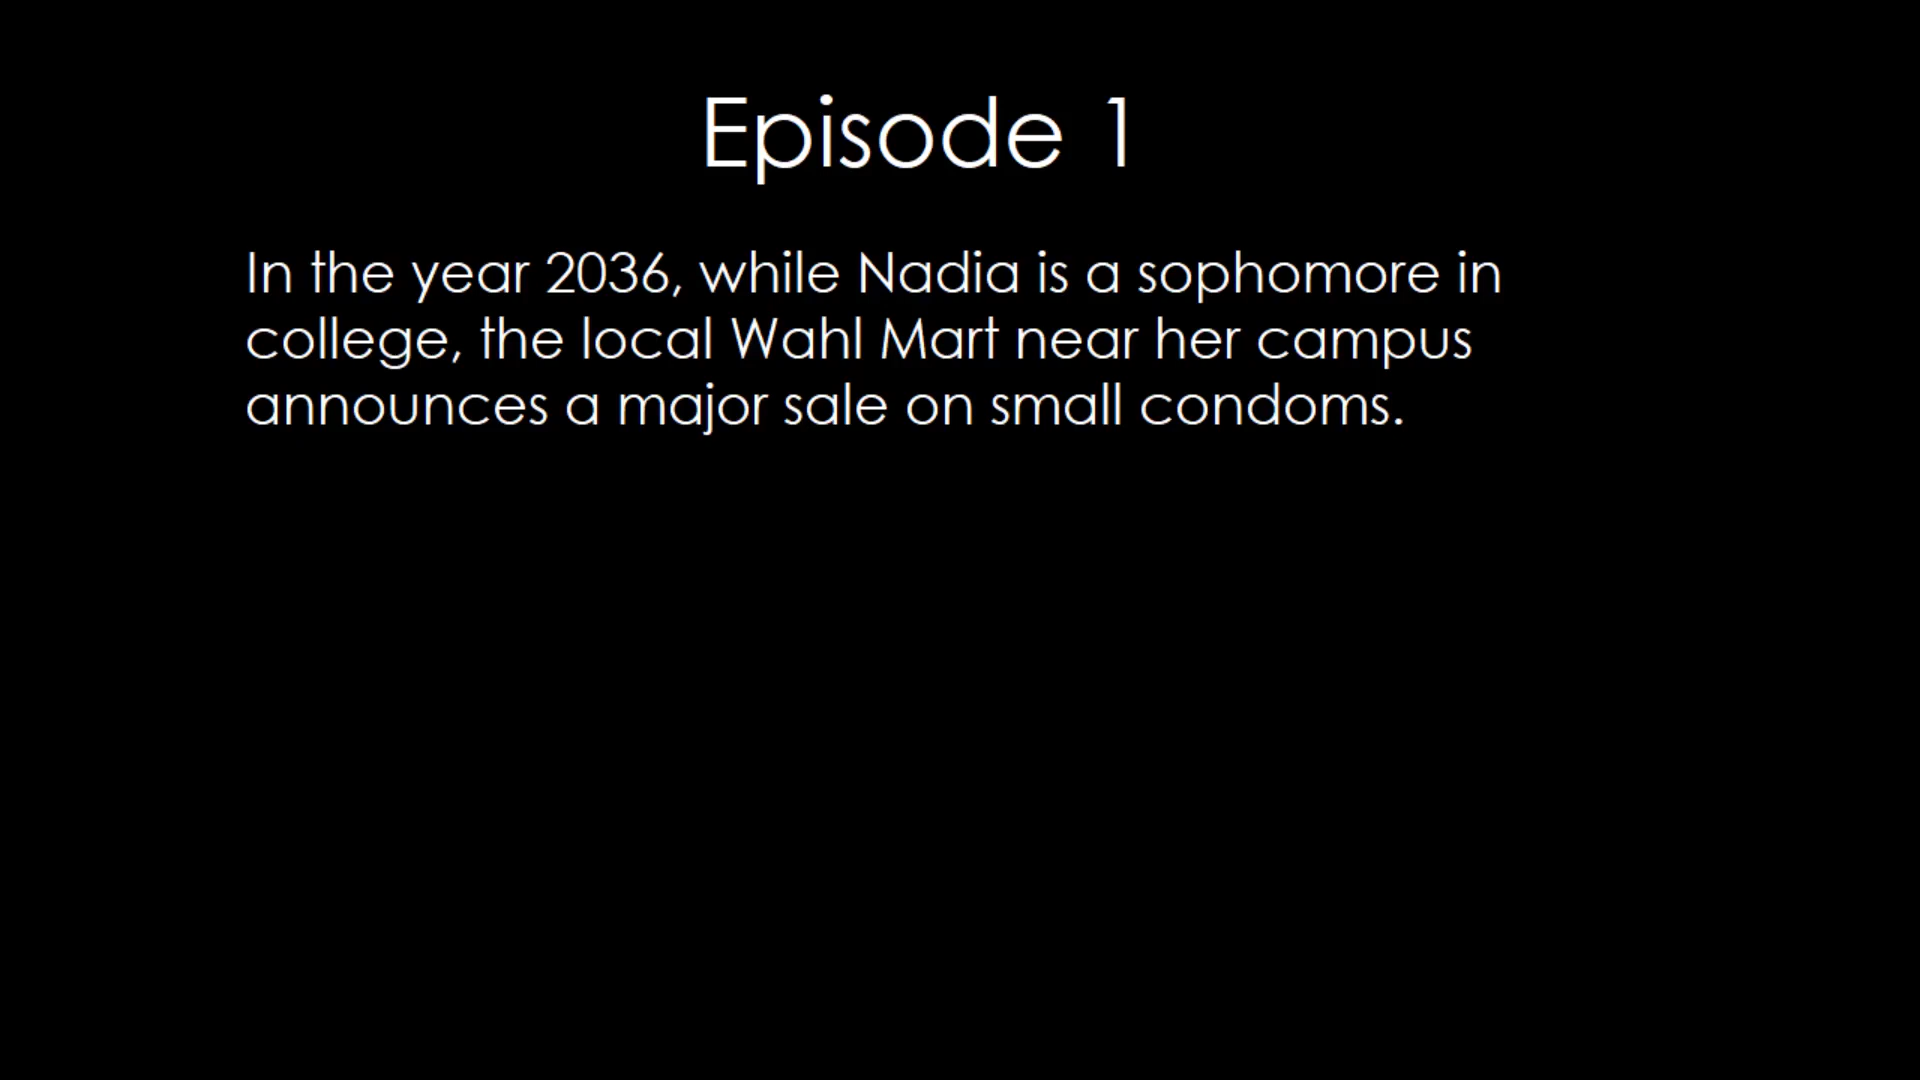 Episode 1
In the year 2036, while Nadia is a sophomore in
college, the local Wahl Mart near her campus
announces a major sale on small condoms.